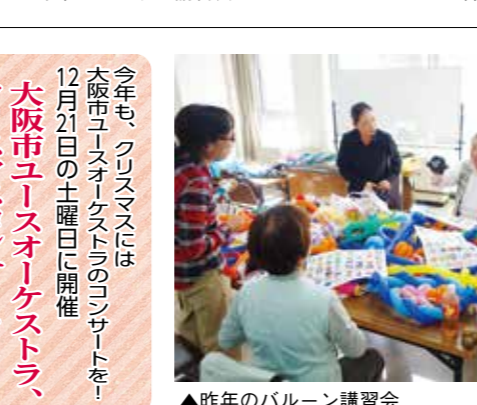 今年も、クリスマスには
大阪市ユースオーケストラのコンサートを！
12月21日の土曜日に開催
大阪市ユースオーケストラ、
▲昨年のバルーン講習会